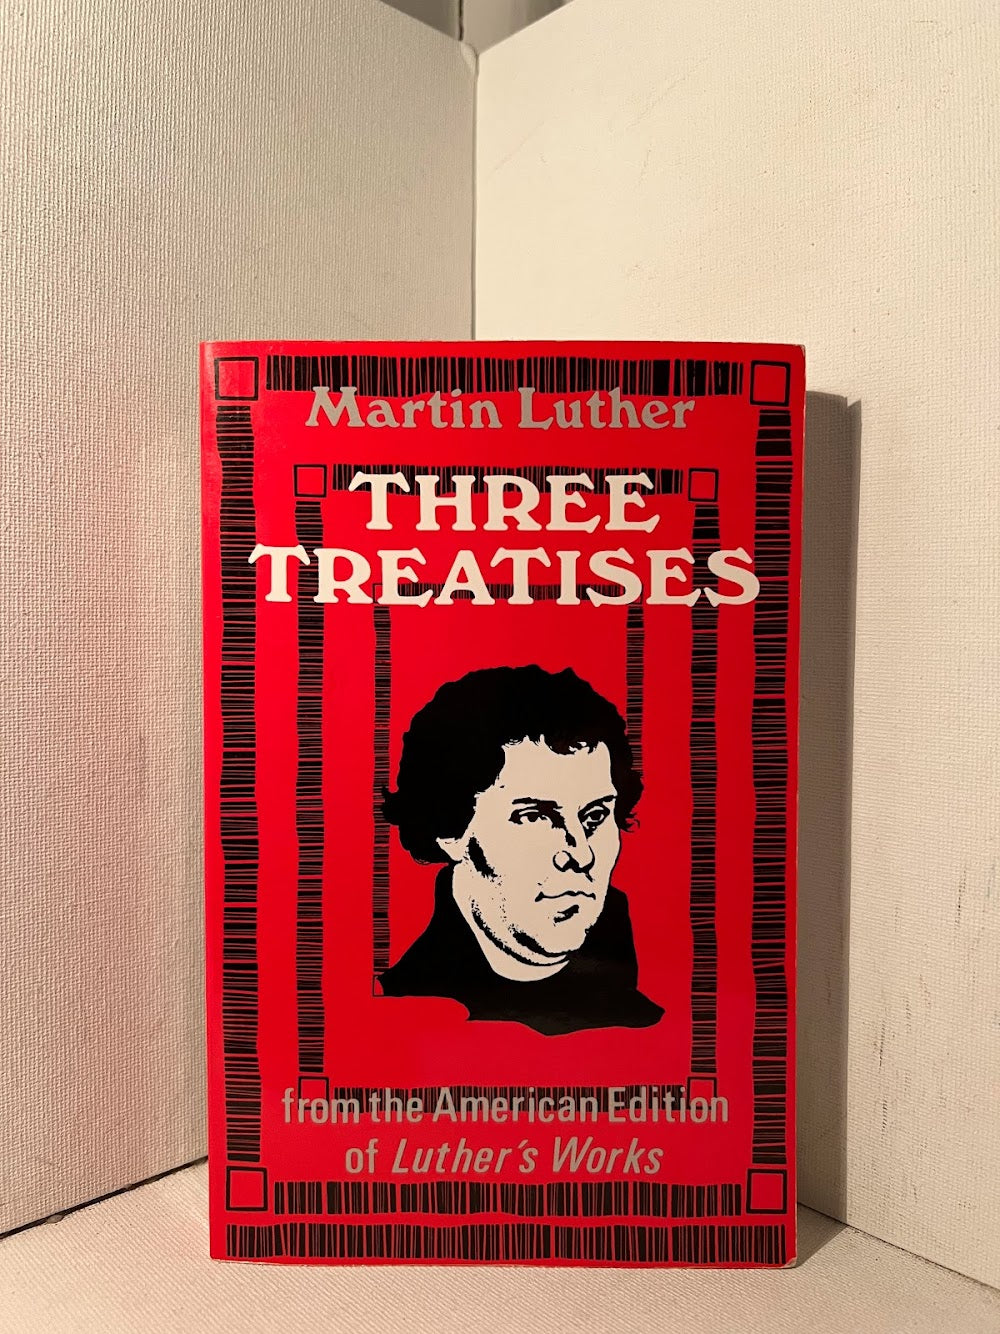 Martin Luther
THREE
TREATISES
from the American Edition
of Luther's Works